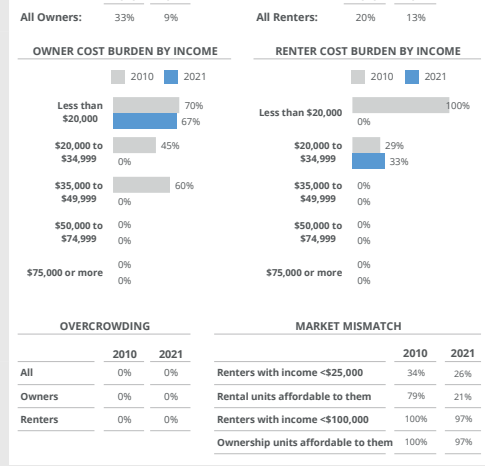 All Owners: 33% 9%
All Renters: 20% 13%
OWNER COST BURDEN BY INCOME
2010 2021
Less than
$20,000
70%
67%
$20,000 to
$34,999
45%
0%
$35,000 to
$49,999
60%
0%
$50,000 to
$74,999
0%
0%
$75,000 or more
0%
0%
RENTER COST BURDEN BY INCOME
2010 2021
Less than $20,000
100%
0%
$20,000 to
$34,999
29%
33%
$35,000 to
$49,999
0%
0%
$50,000 to
$74,999
0%
0%
$75,000 or more
0%
0%
OVERCROWDING
2010 2021
All 0% 0%
Owners 0% 0%
Renters 0% 0%
MARKET MISMATCH
2010 2021
Renters with income <$25,000 34% 26%
Rental units affordable to them 79% 21%
Renters with income <$100,000 100% 97%
Ownership units affordable to them 100% 97%